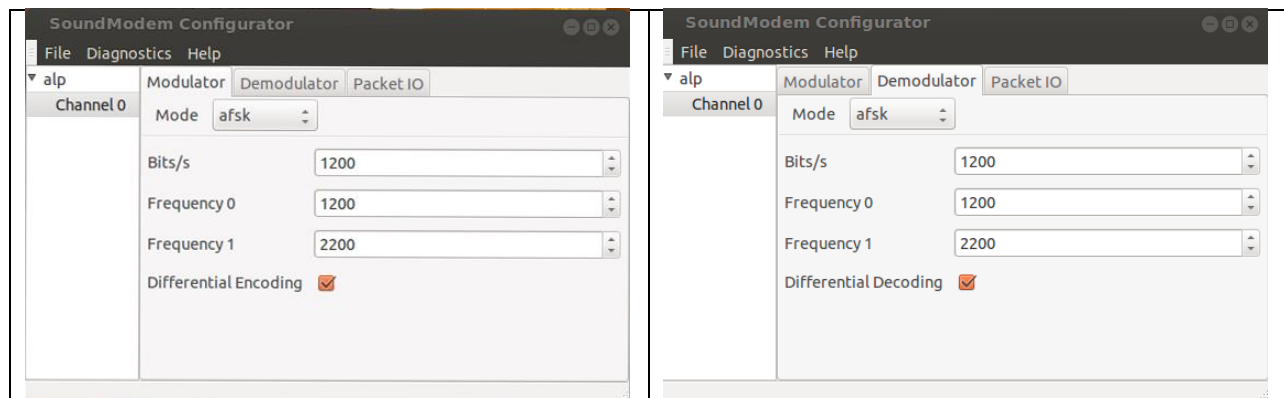 SoundModem Configurator
File Diagnostics Help
alp
Channel 0
Modulator Demodulator Packet IO
Mode afsk
Bits/s 1200
Frequency 0 1200
Frequency 1 2200
Differential Encoding
SoundModem Configurator
File Diagnostics Help
alp
Channel 0
Modulator Demodulator Packet IO
Mode afsk
Bits/s 1200
Frequency 0 1200
Frequency 1 2200
Differential Decoding